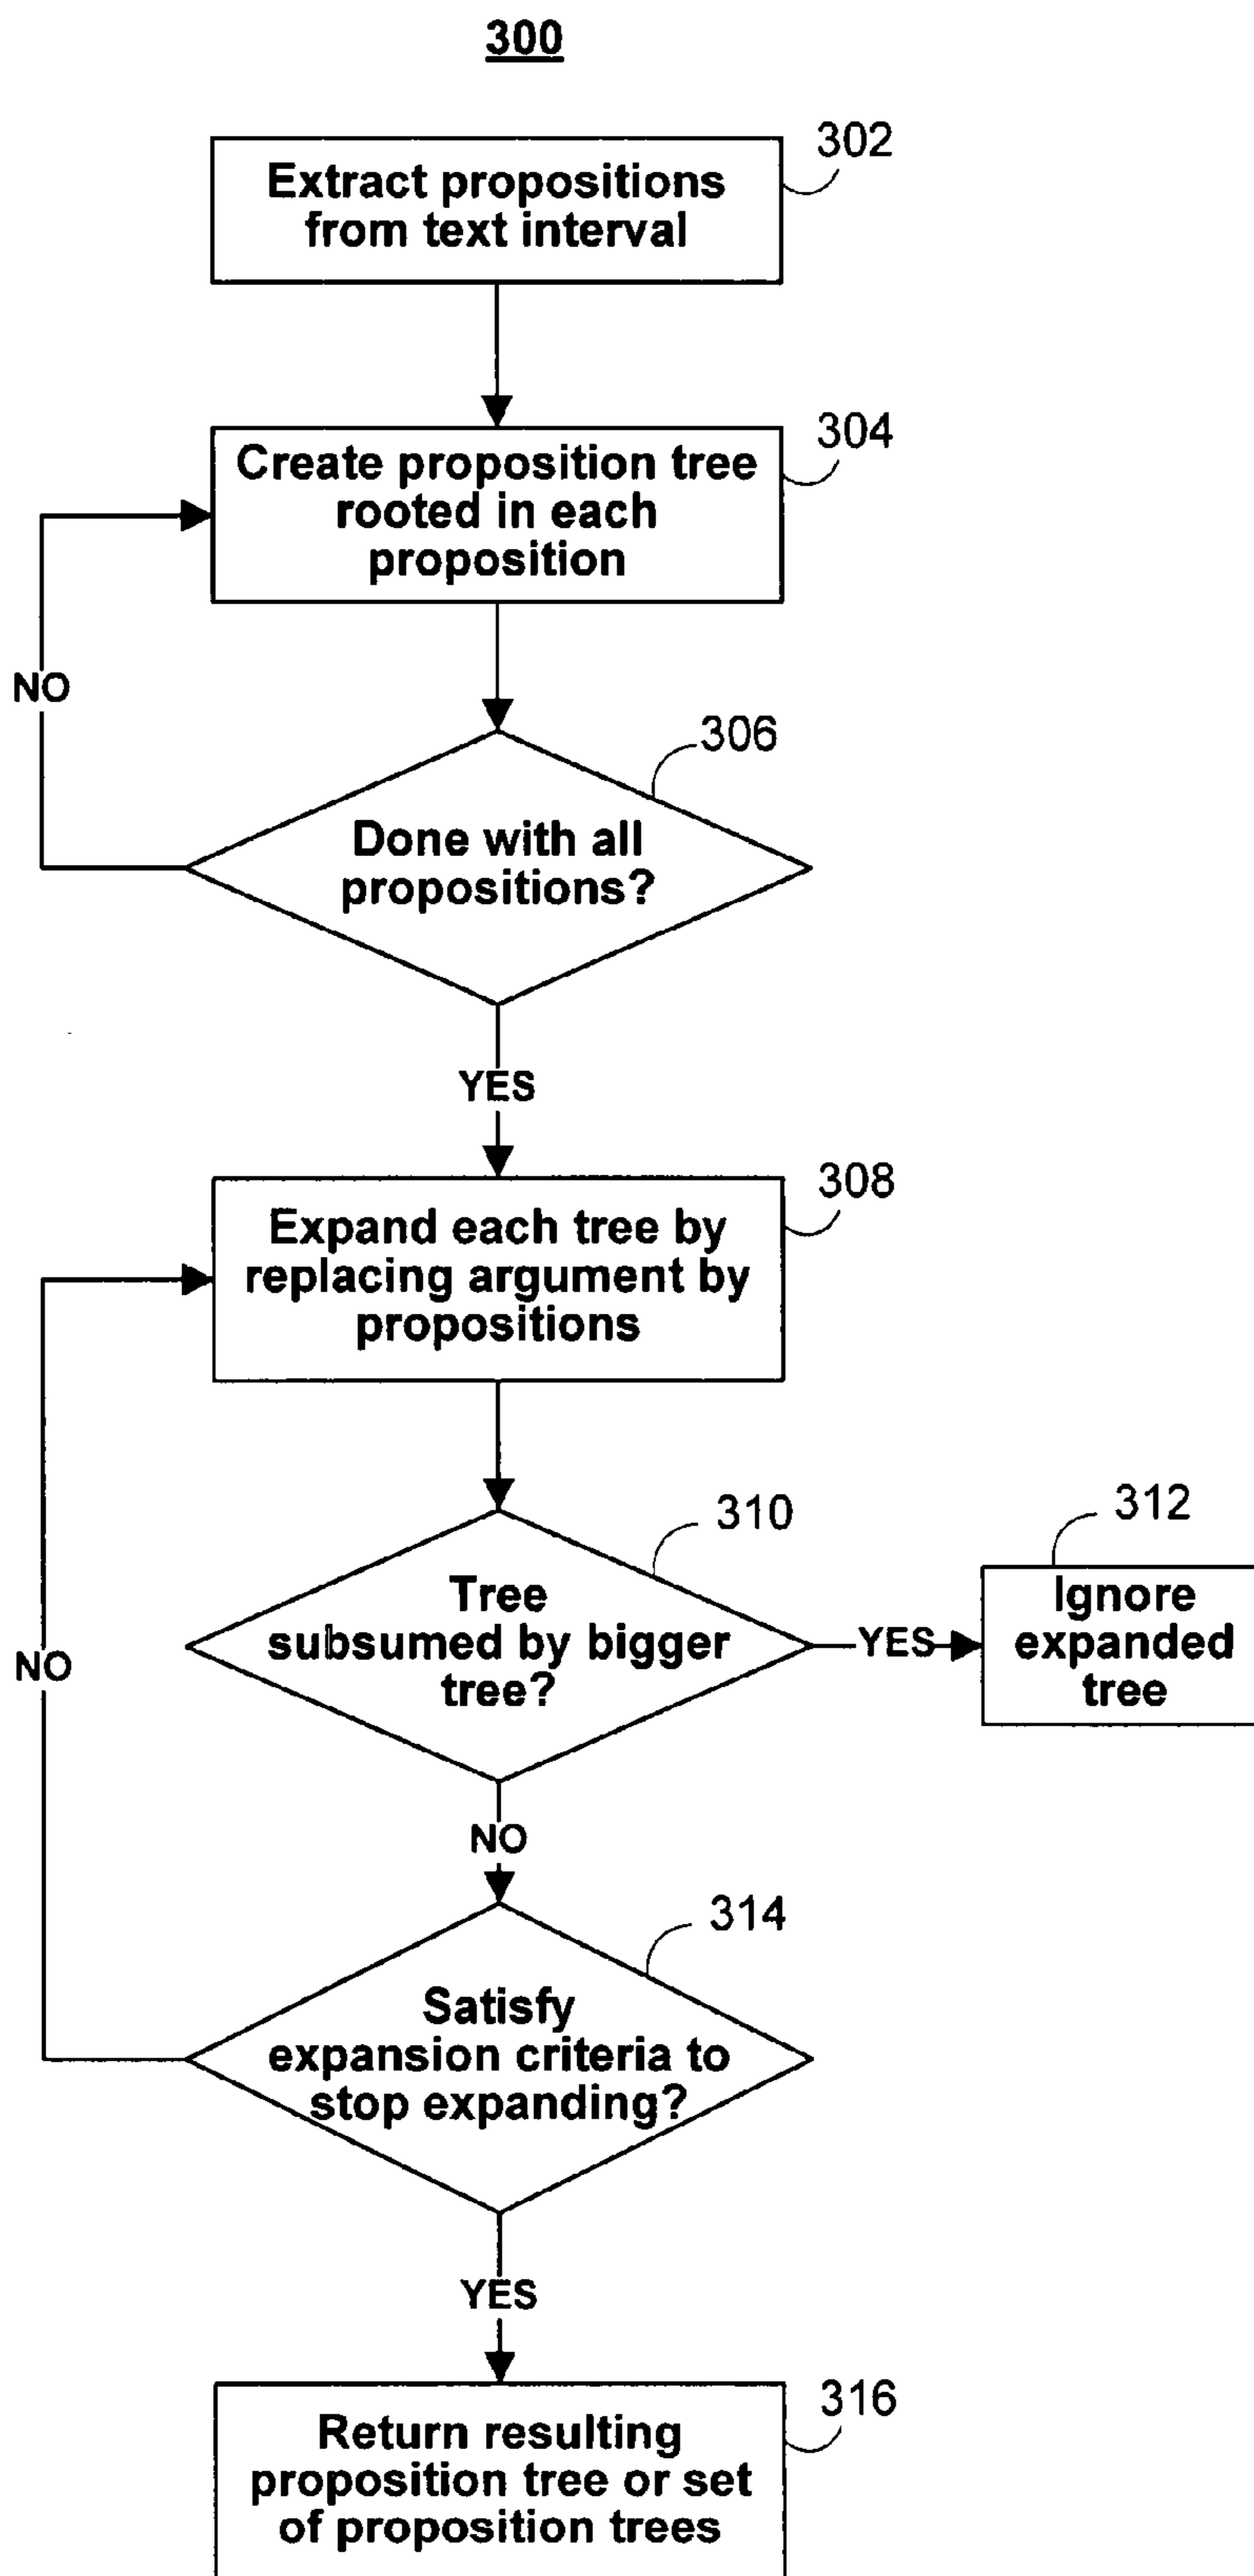 300
302
Extract propositions
from text interval
304
Create proposition tree
rooted in each
proposition
NO
306
Done with all
propositions?
YES
308
Expand each tree by
replacing argument by
propositions
310
312
Tree
subsumed by bigger
tree?
YES
Ignore
expanded
tree
NO
NO
314
Satisfy
expansion criteria to
stop expanding?
YES
316
Return resulting
proposition tree or set
of proposition trees